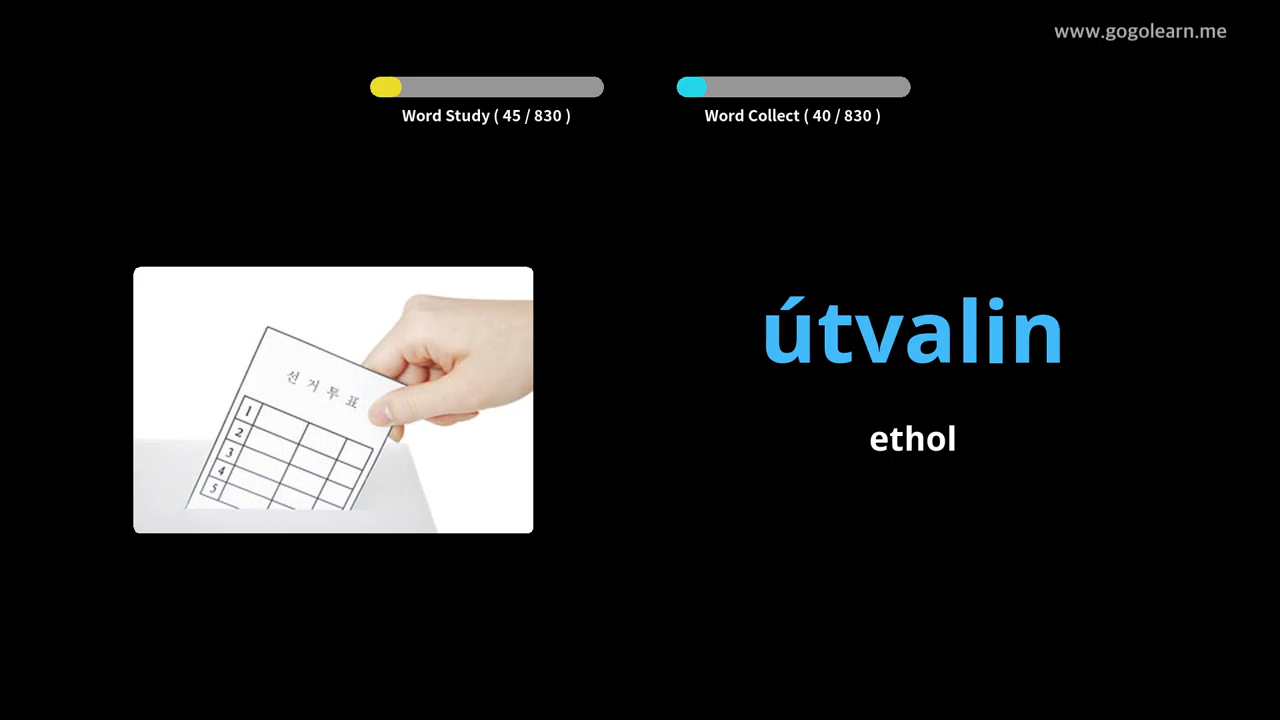 www.gogolearn.me
Word Study ( 45 / 830 )
Word Collect ( 40 / 830 )
선거투표
1
2
3
4
5
útvalin
ethol